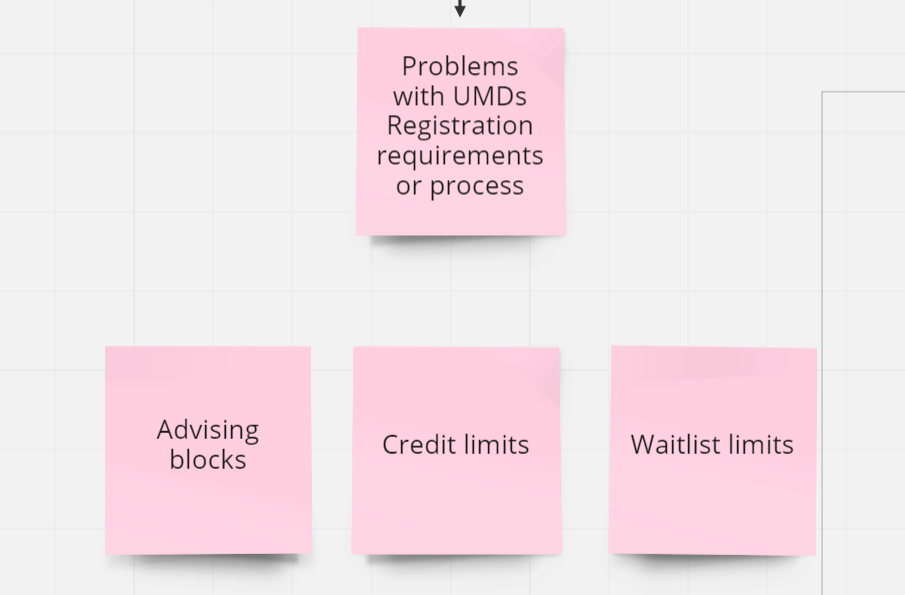 Problems
with UMDs
Registration
requirements
or process
Advising
blocks
Credit limits
Waitlist limits